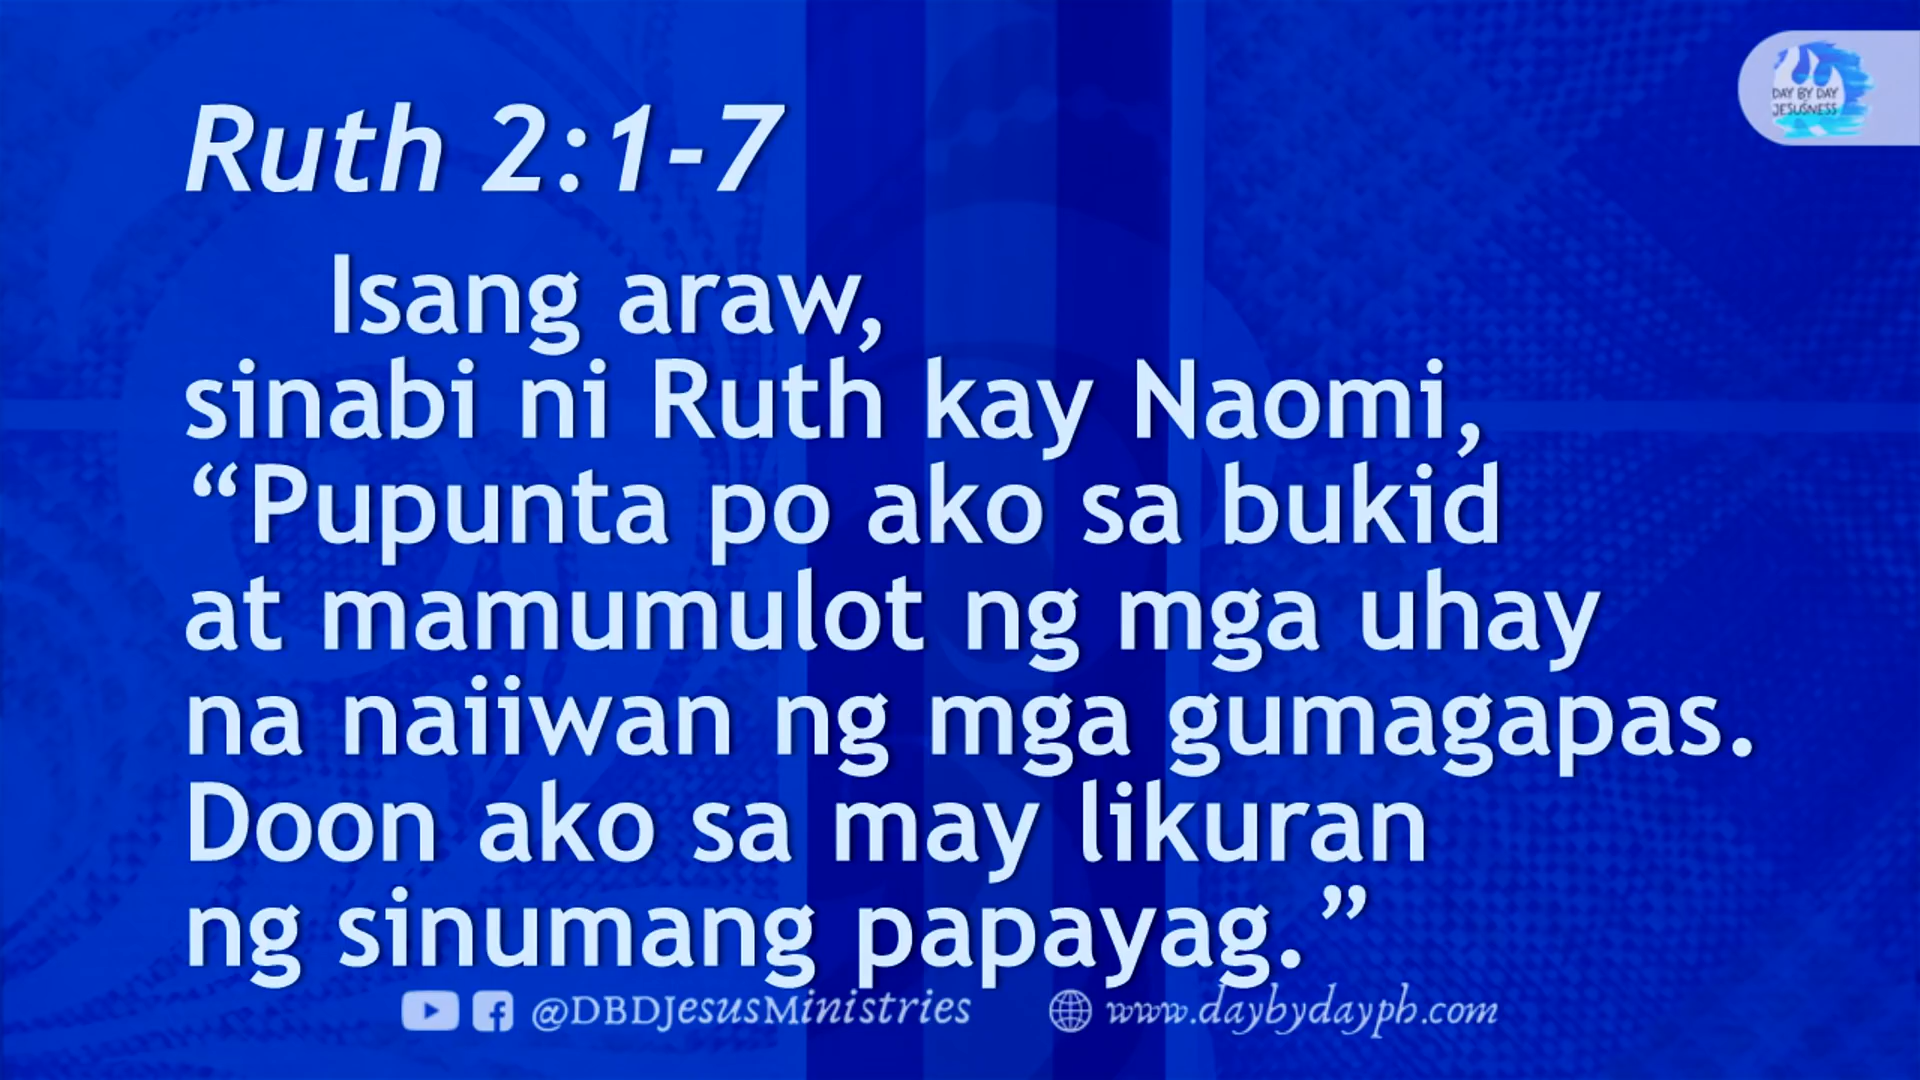 DAY BY DAY
JESUSNESS
Ruth 2:1-7
Isang araw,
sinabi ni Ruth kay Naomi,
“Pupunta po ako sa bukid
at mamumulot ng mga uhay
na naiiwan ng mga gumagapas.
Doon ako sa may likuran
ng sinumang papayag.”
@DBDJesusMinistries www.daybydayph.com